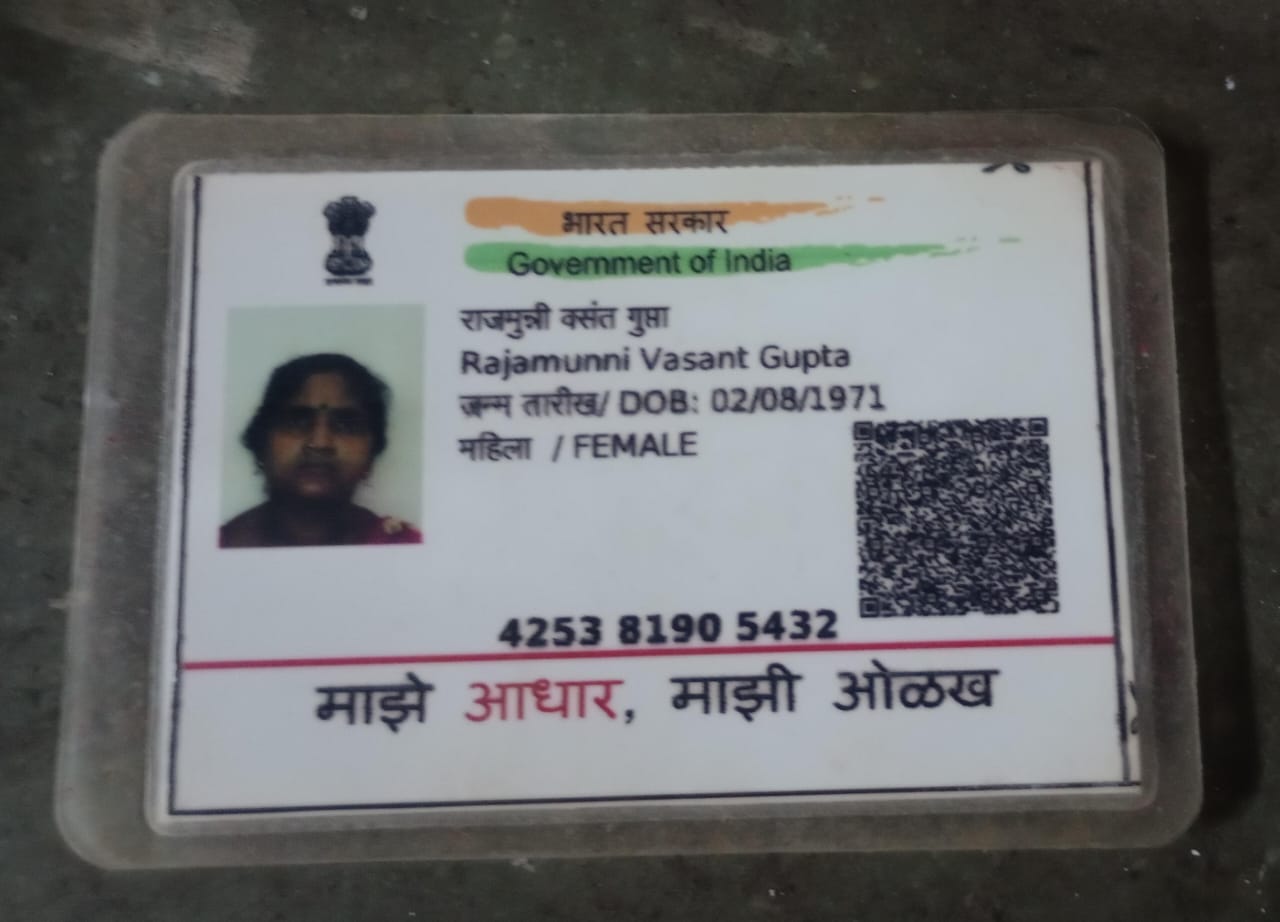 भारत सरकार
Government of India
राजमुन्नी वसंत गुप्ता
Rajamunni Vasant Gupta
जन्म तारीख/ DOB: 02/08/1971
महिला / FEMALE
4253 8190 5432
माझे आधार, माझी ओळख